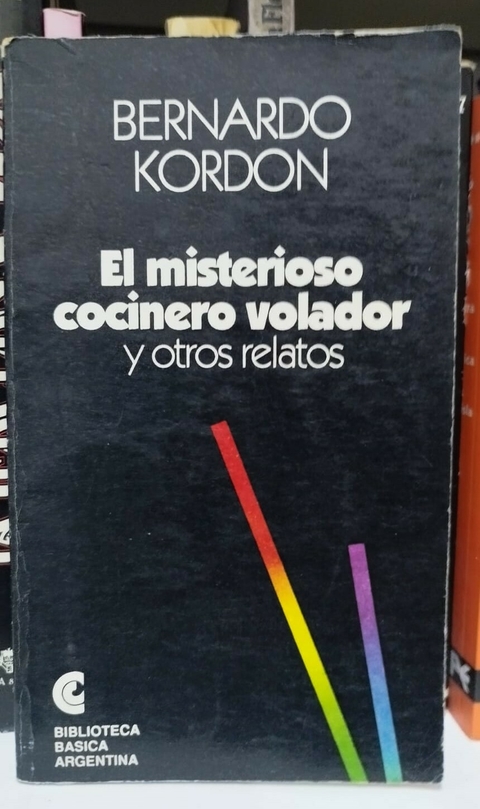 BERNARDO
KORDON
El misterioso
cocinero volador
y otros relatos
BIBLIOTECA
BASICA
ARGENTINA